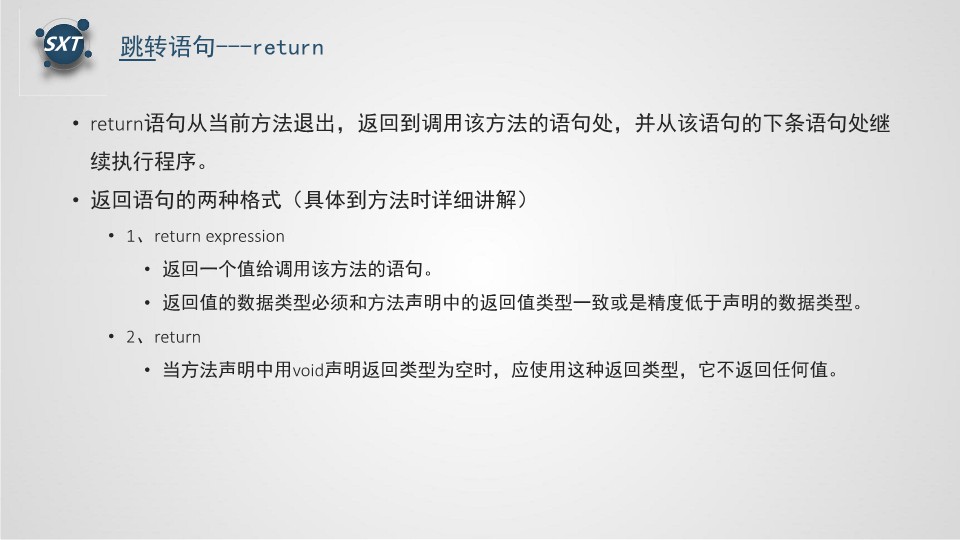 SXT
跳转语句---return
• return语句从当前方法退出，返回到调用该方法的语句处，并从该语句的下条语句处继
续执行程序。
• 返回语句的两种格式（具体到方法时详细讲解）
• 1、return expression
• 返回一个值给调用该方法的语句。
• 返回值的数据类型必须和方法声明中的返回值类型一致或是精度低于声明的数据类型。
• 2、return
• 当方法声明中用void声明返回类型为空时，应使用这种返回类型，它不返回任何值。